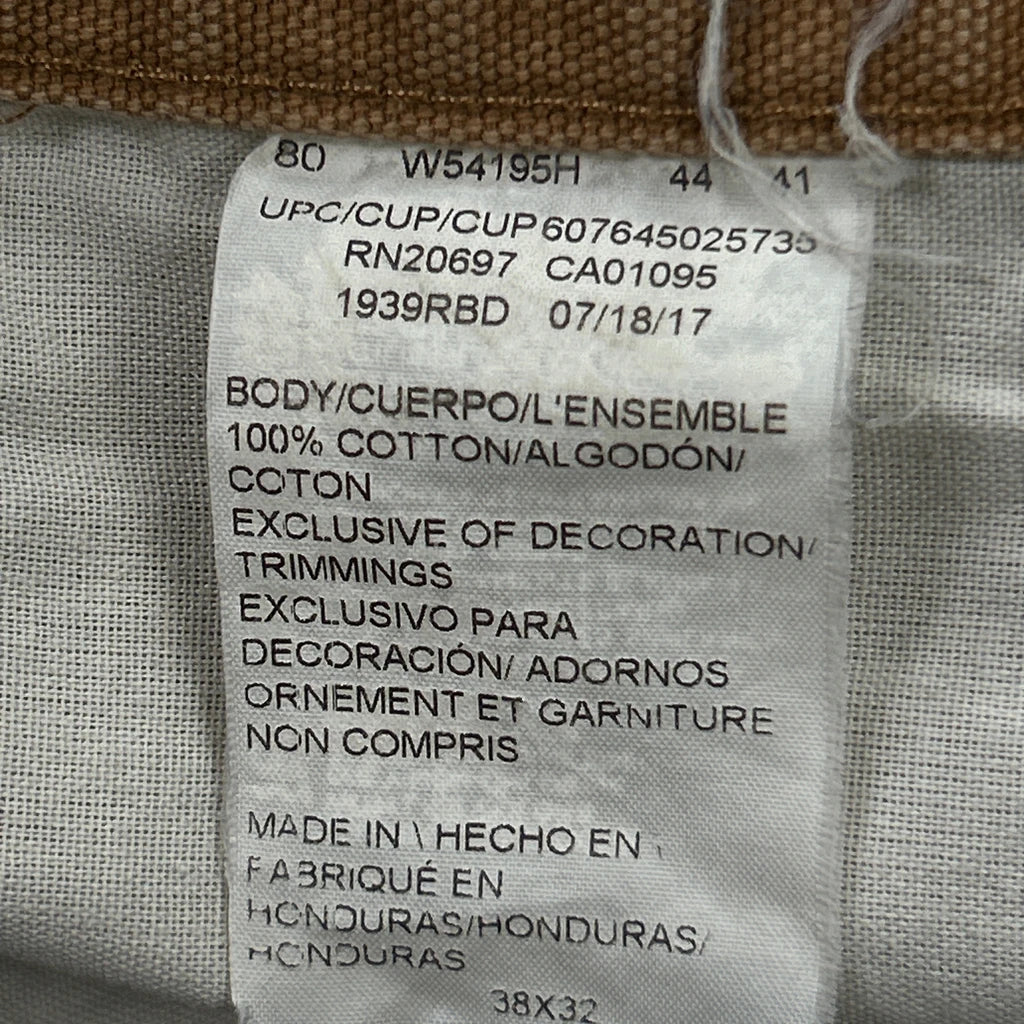 80 W54195H 44 41
UPC/CUP/CUP 607645025735
RN20697 CA01095
1939RBD 07/18/17
BODY/CUERPO/L'ENSEMBLE
100% COTTON/ALGODÓN/
COTON
EXCLUSIVE OF DECORATION/
TRIMMINGS
EXCLUSIVO PARA
DECORACIÓN/ ADORNOS
ORNEMENT ET GARNITURE
NON COMPRIS
MADE IN \ HECHO EN \
FABRIQUÉ EN
HONDURAS/HONDURAS/
HONDURAS
38X32